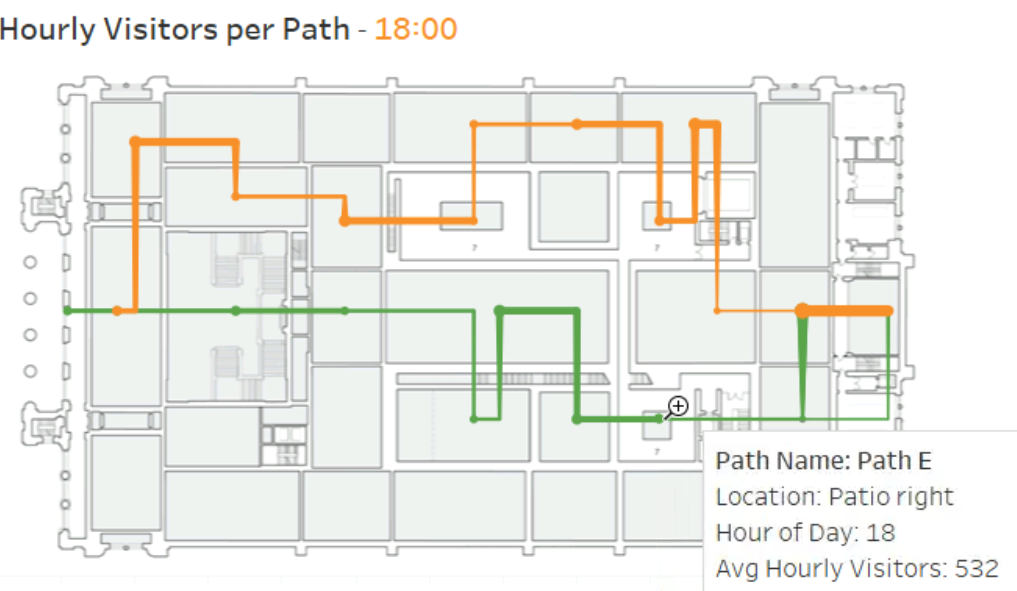 Hourly Visitors per Path - 18:00
Path Name: Path E
Location: Patio right
Hour of Day: 18
Avg Hourly Visitors: 532